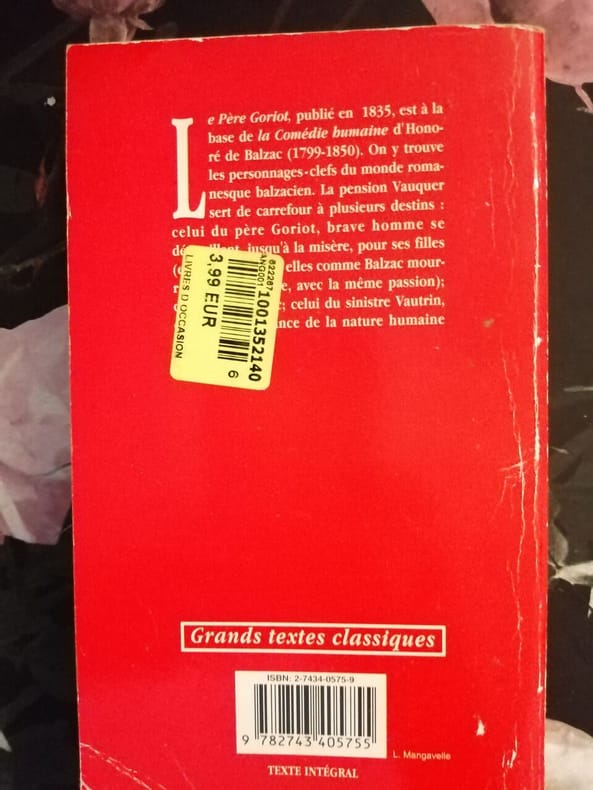 Le Père Goriot, publié en 1835, est à la
base de la Comédie humaine d'Hono-
ré de Balzac (1799-1850). On y trouve
les personnages-clefs du monde roma-
nesque balzacien. La pension Vauquer
sert de carrefour à plusieurs destins :
celui du père Goriot, brave homme se
jusqu'à la misère, pour ses filles
elles comme Balzac mour-
avec la même passion);
celui du sinistre Vautrin,
de la nature humaine
1001352140
6
3,99 EUR
LIVRES D'OCCASION
Grands textes classiques
ISBN: 2-7434-0575-9
9 782743 405755
L. Mangavelle
TEXTE INTÉGRAL